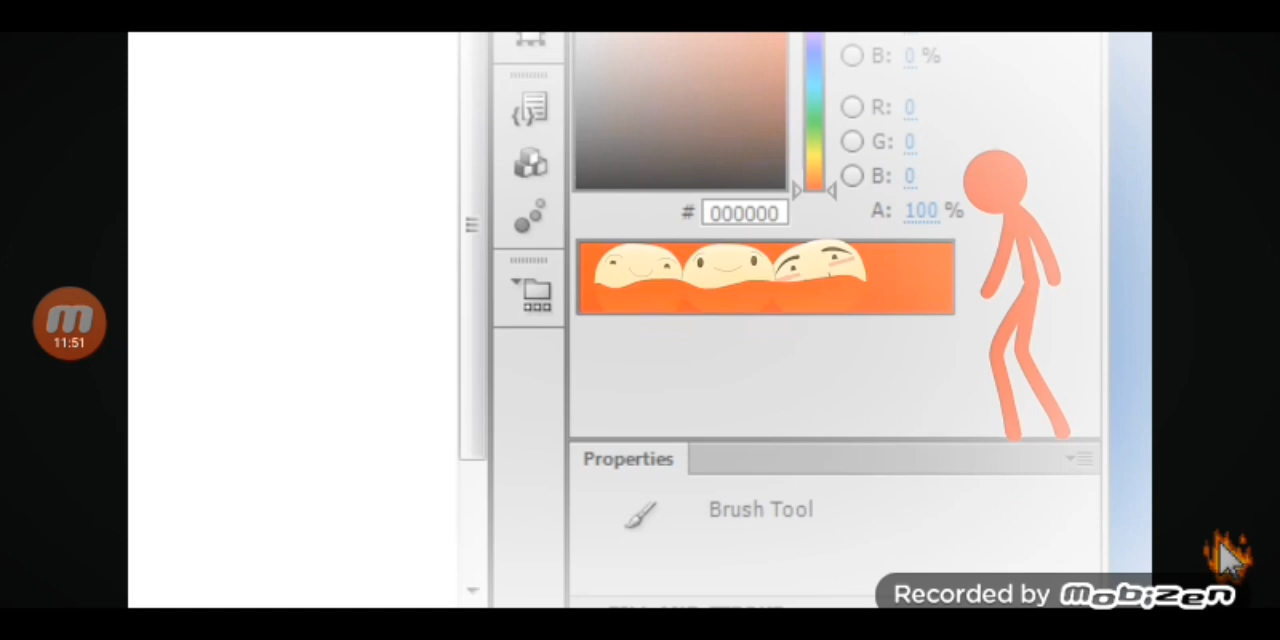 B: 0 %
R: 0
G: 0
B: 0
# 000000
A: 100 %
11:51
Properties
Brush Tool
Recorded by mobizen